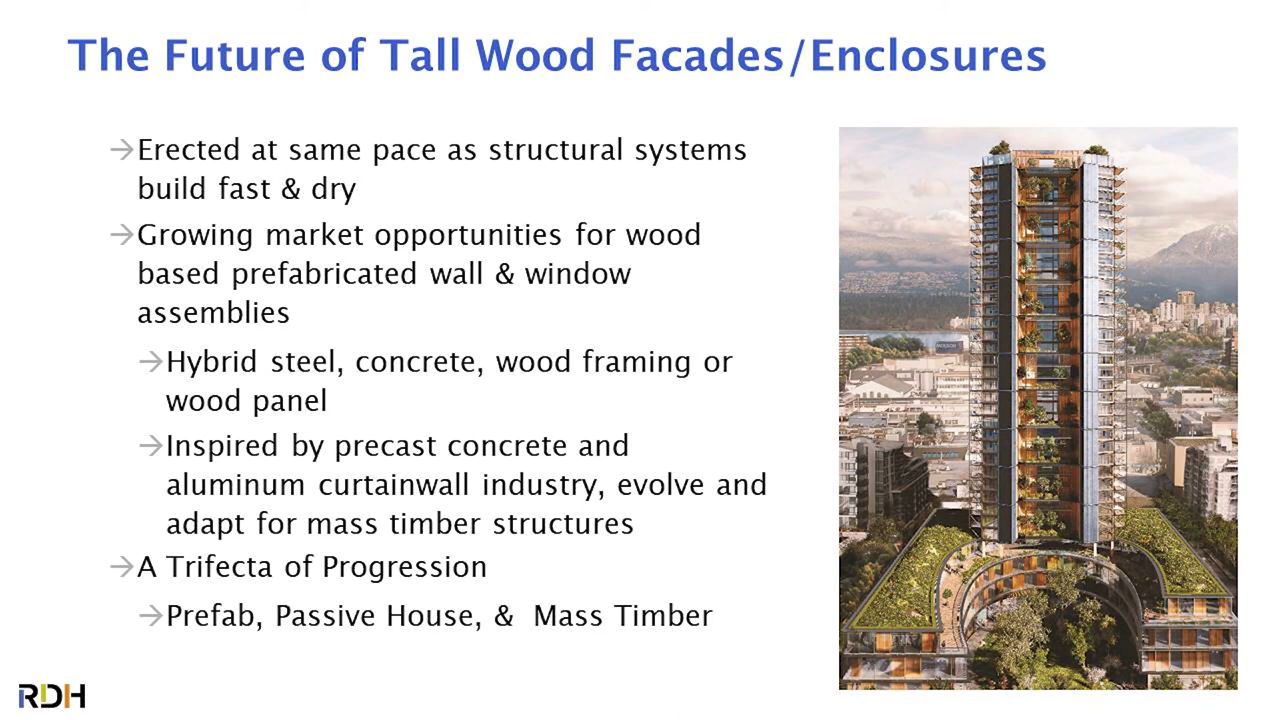 The Future of Tall Wood Facades/Enclosures
→Erected at same pace as structural systems
build fast & dry
→Growing market opportunities for wood
based prefabricated wall & window
assemblies
→Hybrid steel, concrete, wood framing or
wood panel
→Inspired by precast concrete and
aluminum curtainwall industry, evolve and
adapt for mass timber structures
→A Trifecta of Progression
→Prefab, Passive House, & Mass Timber
RDH